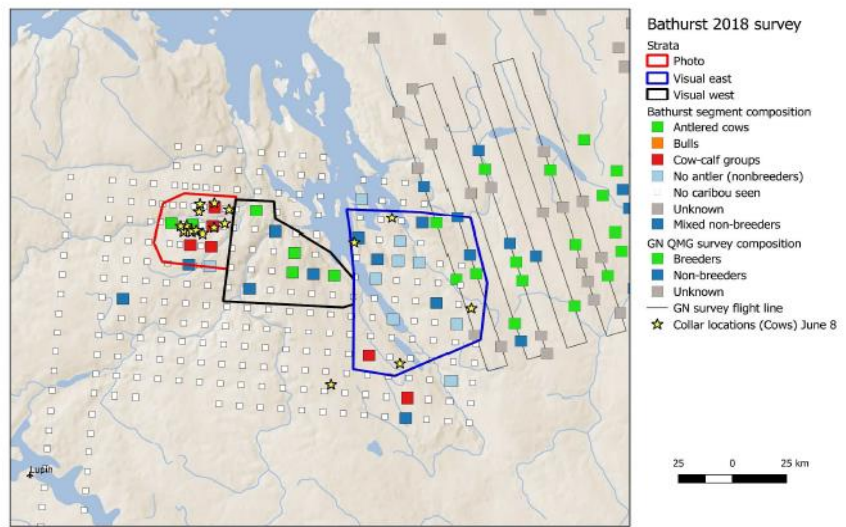 Bathurst 2018 survey
Strata
Photo
Visual east
Visual west
Bathurst segment composition
Antlered cows
Bulls
Cow-calf groups
No antler (nonbreeders)
No caribou seen
Unknown
Mixed non-breeders
GN QMG survey composition
Breeders
Non-breeders
Unknown
GN survey flight line
Collar locations (Cows) June 8
Lupin
25 0 25 km